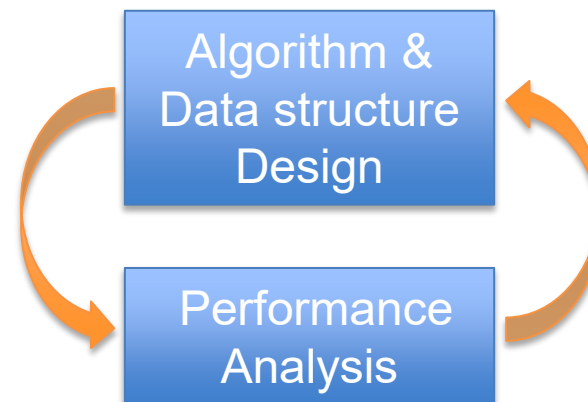 Algorithm &
Data structure
Design
Performance
Analysis